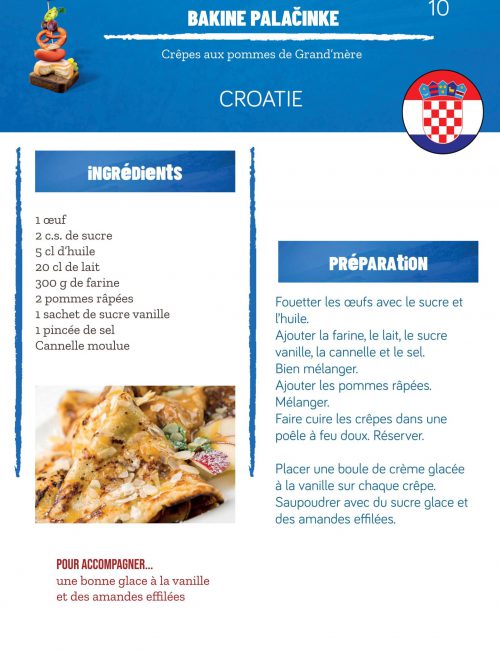 BAKINE PALAČINKE
10
Crêpes aux pommes de Grand’mère
CROATIE
INGRÉDIENTS
1 œuf
2 c.s. de sucre
5 cl d’huile
20 cl de lait
300 g de farine
2 pommes râpées
1 sachet de sucre vanille
1 pincée de sel
Cannelle moulue
POUR ACCOMPAGNER...
une bonne glace à la vanille
et des amandes effilées
PRÉPARATION
Fouetter les œufs avec le sucre et
l’huile.
Ajouter la farine, le lait, le sucre
vanille, la cannelle et le sel.
Bien mélanger.
Ajouter les pommes râpées.
Mélanger.
Faire cuire les crêpes dans une
poêle à feu doux. Réserver.
Placer une boule de crème glacée
à la vanille sur chaque crêpe.
Saupoudrer avec du sucre glace et
des amandes effilées.